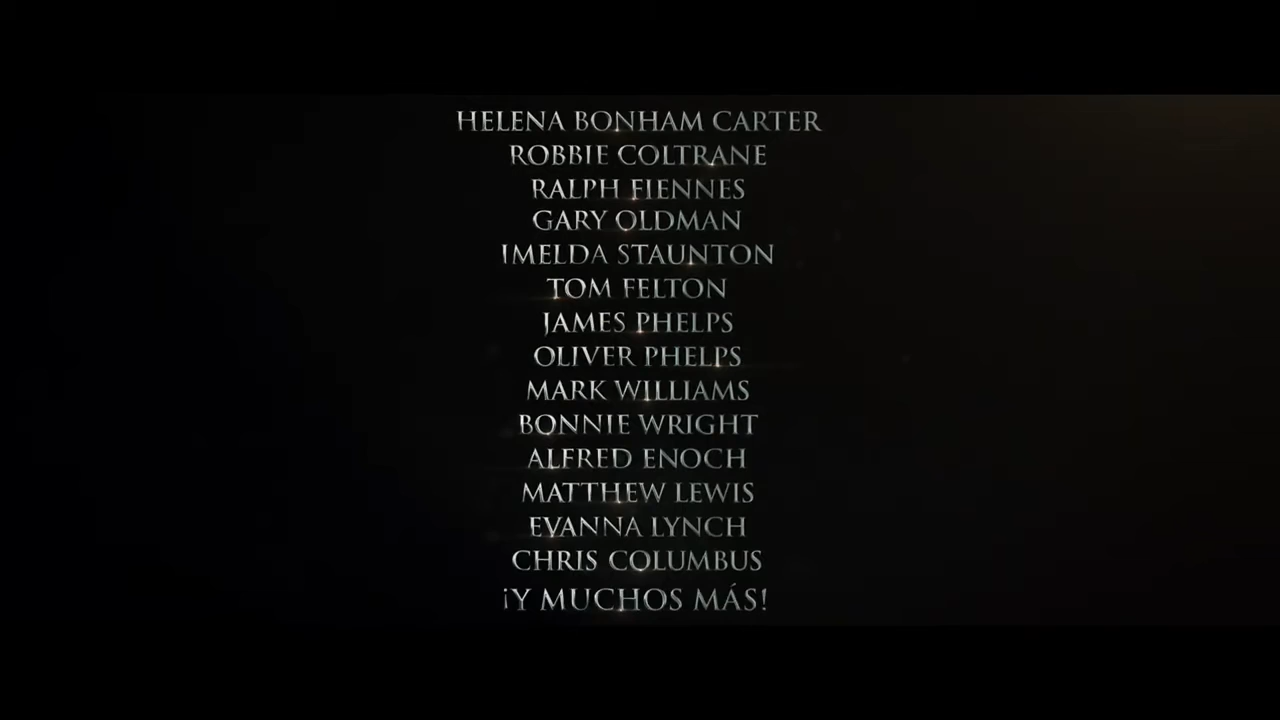 HELENA BONHAM CARTER
ROBBIE COLTRANE
RALPH FIENNES
GARY OLDMAN
IMELDA STAUNTON
TOM FELTON
JAMES PHELPS
OLIVER PHELPS
MARK WILLIAMS
BONNIE WRIGHT
ALFRED ENOCH
MATTHEW LEWIS
EVANNA LYNCH
CHRIS COLUMBUS
¡Y MUCHOS MÁS!